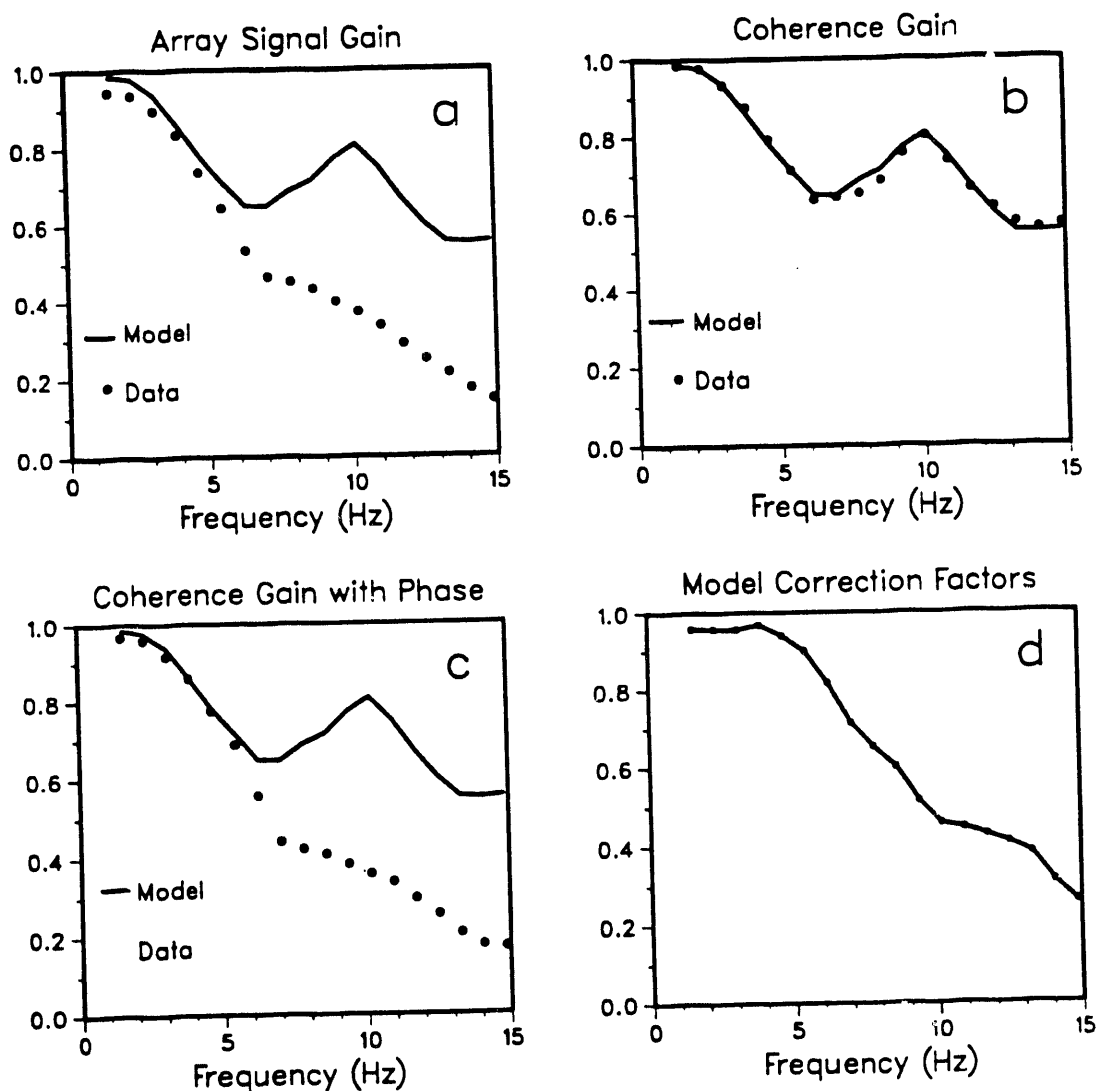 Array Signal Gain
a
1.0
0.8
0.6
0.4
0.2
0.0
Model
Data
0
5
10
15
Frequency (Hz)
Coherence Gain
b
1.0
0.8
0.6
0.4
0.2
0.0
Model
Data
0
5
10
15
Frequency (Hz)
Coherence Gain with Phase
c
1.0
0.8
0.6
0.4
0.2
0.0
Model
Data
0
5
10
15
Frequency (Hz)
Model Correction Factors
d
1.0
0.8
0.6
0.4
0.2
0.0
0
5
10
15
Frequency (Hz)